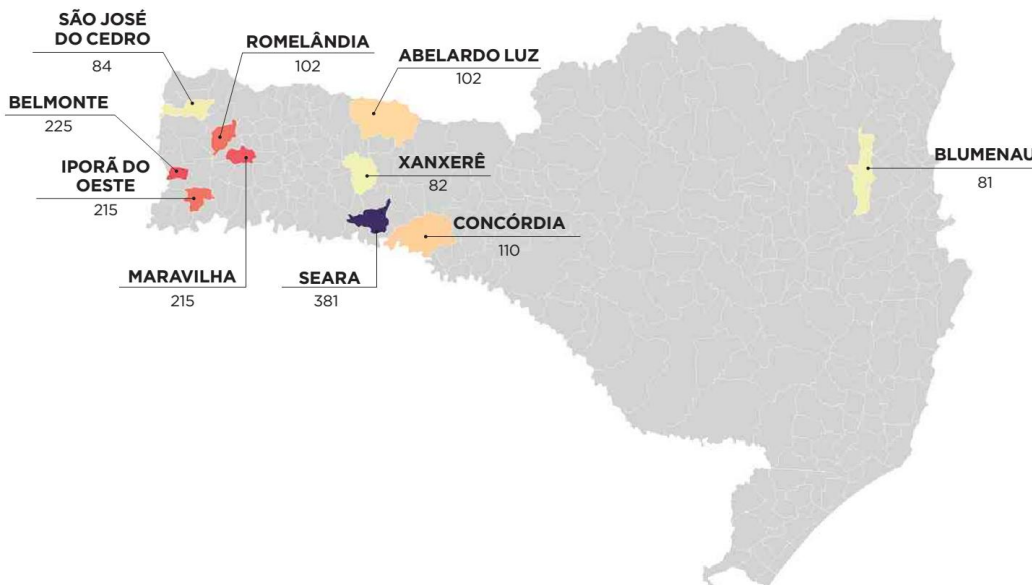 SÃO JOSÉ
DO CEDRO
84
ROMELÂNDIA
102
ABELARDO LUZ
102
BELMONTE
225
IPORÃ DO
OESTE
215
XANXERÊ
82
BLUMENAU
81
CONCÓRDIA
110
MARAVILHA
215
SEARA
381